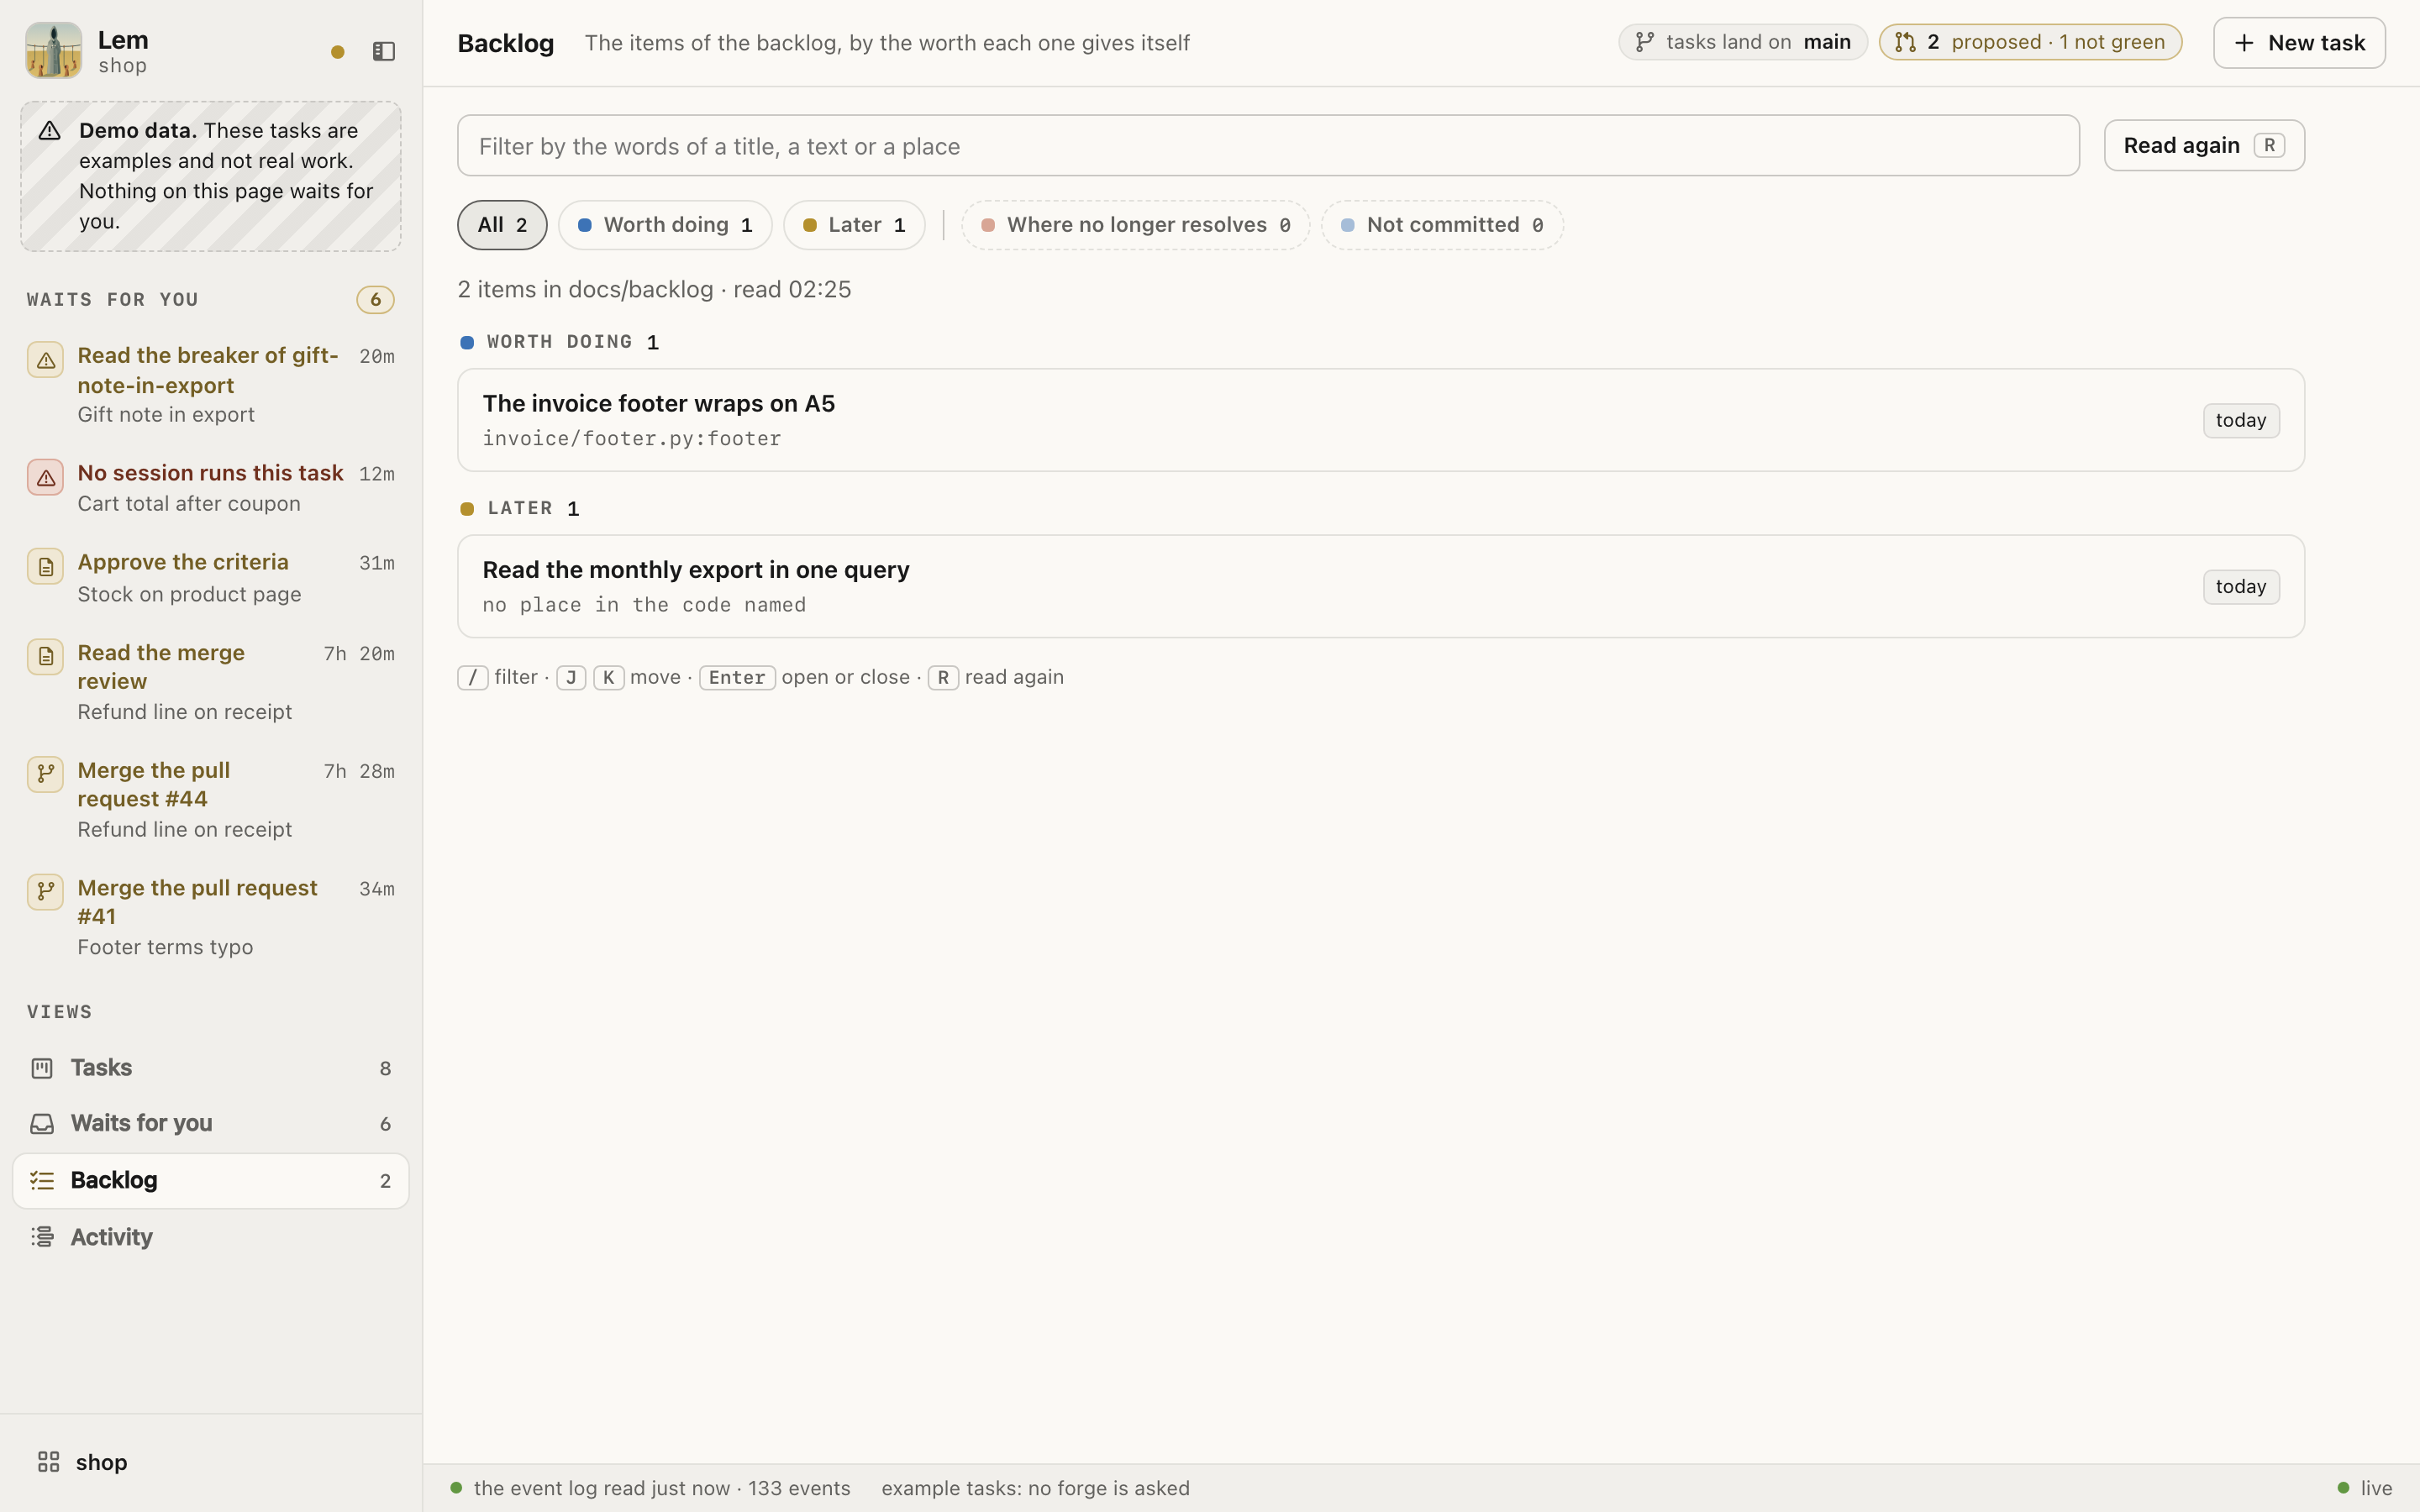 Lem
shop
Demo data. These tasks are
examples and not real work.
Nothing on this page waits for
you.
WAITS FOR YOU 6
Read the breaker of gift- 20m
note-in-export
Gift note in export
No session runs this task 12m
Cart total after coupon
Approve the criteria 31m
Stock on product page
Read the merge 7h 20m
review
Refund line on receipt
Merge the pull 7h 28m
request #44
Refund line on receipt
Merge the pull request 34m
#41
Footer terms typo
VIEWS
Tasks 8
Waits for you 6
Backlog 2
Activity
shop
Backlog The items of the backlog, by the worth each one gives itself tasks land on main 2 proposed · 1 not green New task
Filter by the words of a title, a text or a place Read again R
All 2 Worth doing 1 Later 1 Where no longer resolves 0 Not committed 0
2 items in docs/backlog · read 02:25
WORTH DOING 1
The invoice footer wraps on A5
invoice/footer.py:footer
today
LATER 1
Read the monthly export in one query
no place in the code named
today
/ filter · J K move · Enter open or close · R read again
the event log read just now · 133 events example tasks: no forge is asked live